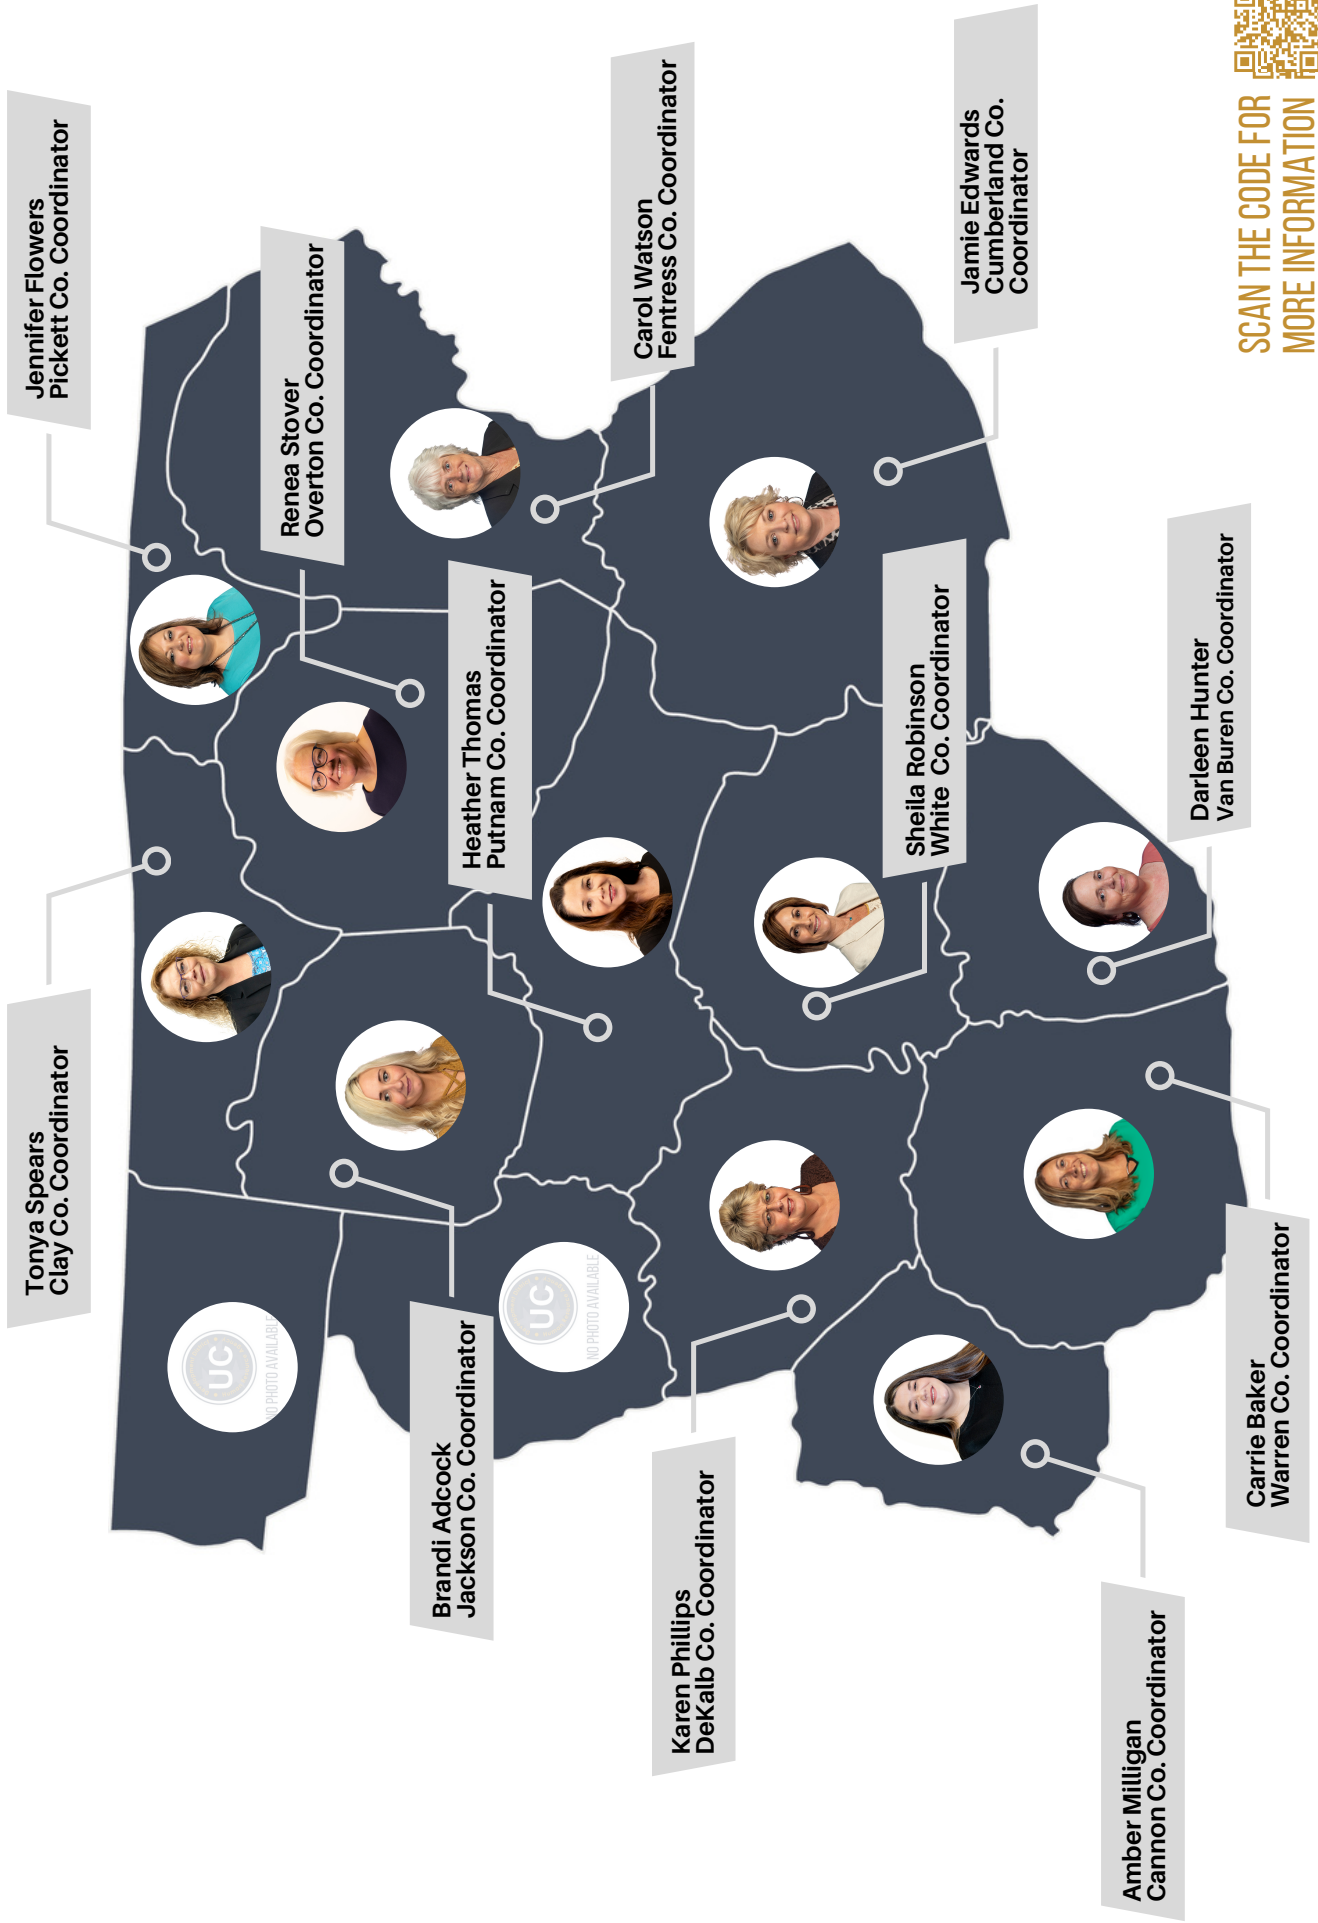 Tonya Spears
Clay Co. Coordinator
Jennifer Flowers
Pickett Co. Coordinator
Renea Stover
Overton Co. Coordinator
UC
NO PHOTO AVAILABLE
Brandi Adcock
Jackson Co. Coordinator
Heather Thomas
Putnam Co. Coordinator
UC
NO PHOTO AVAILABLE
Carol Watson
Fentress Co. Coordinator
Karen Phillips
DeKalb Co. Coordinator
Sheila Robinson
White Co. Coordinator
Jamie Edwards
Cumberland Co.
Coordinator
Amber Milligan
Cannon Co. Coordinator
Carrie Baker
Warren Co. Coordinator
Darleen Hunter
Van Buren Co. Coordinator
SCAN THE CODE FOR
MORE INFORMATION